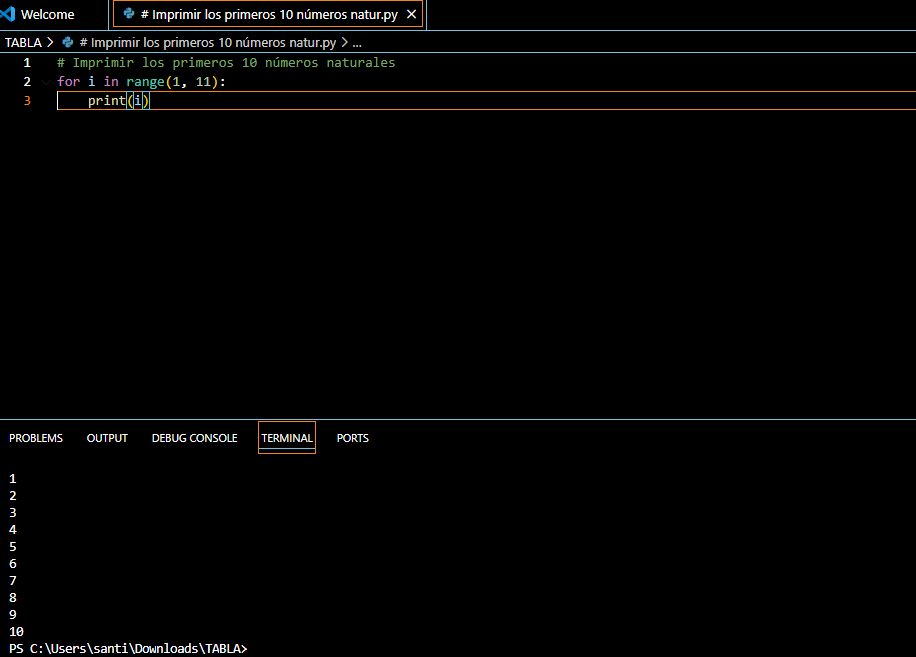 Welcome
# Imprimir los primeros 10 números natur.py
TABLA > # Imprimir los primeros 10 números natur.py > ...
1 # Imprimir los primeros 10 números naturales
2 for i in range(1, 11):
3     print(i)
PROBLEMS OUTPUT DEBUG CONSOLE TERMINAL PORTS
1
2
3
4
5
6
7
8
9
10
PS C:\Users\santi\Downloads\TABLA>